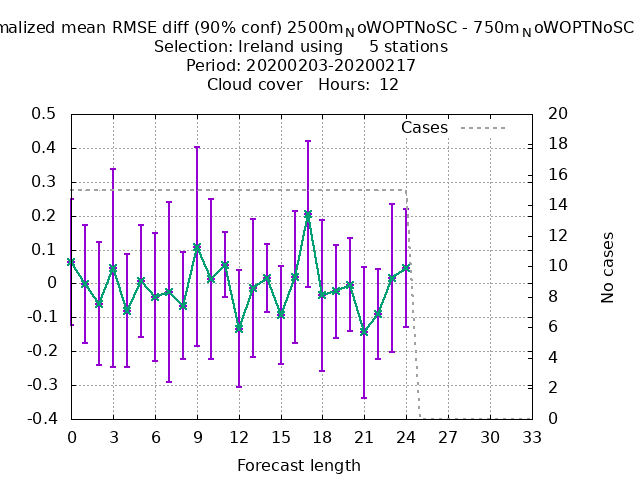 malized mean RMSE diff (90% conf) 2500mNoWOPTNoSC - 750mNoWOPTNoSC
Selection: Ireland using 5 stations
Period: 20200203-20200217
Cloud cover Hours: 12
Cases
0.5
0.4
0.3
0.2
0.1
0
-0.1
-0.2
-0.3
-0.4
20
18
16
14
12
10
8
6
4
2
0
No cases
0 3 6 9 12 15 18 21 24 27 30 33
Forecast length